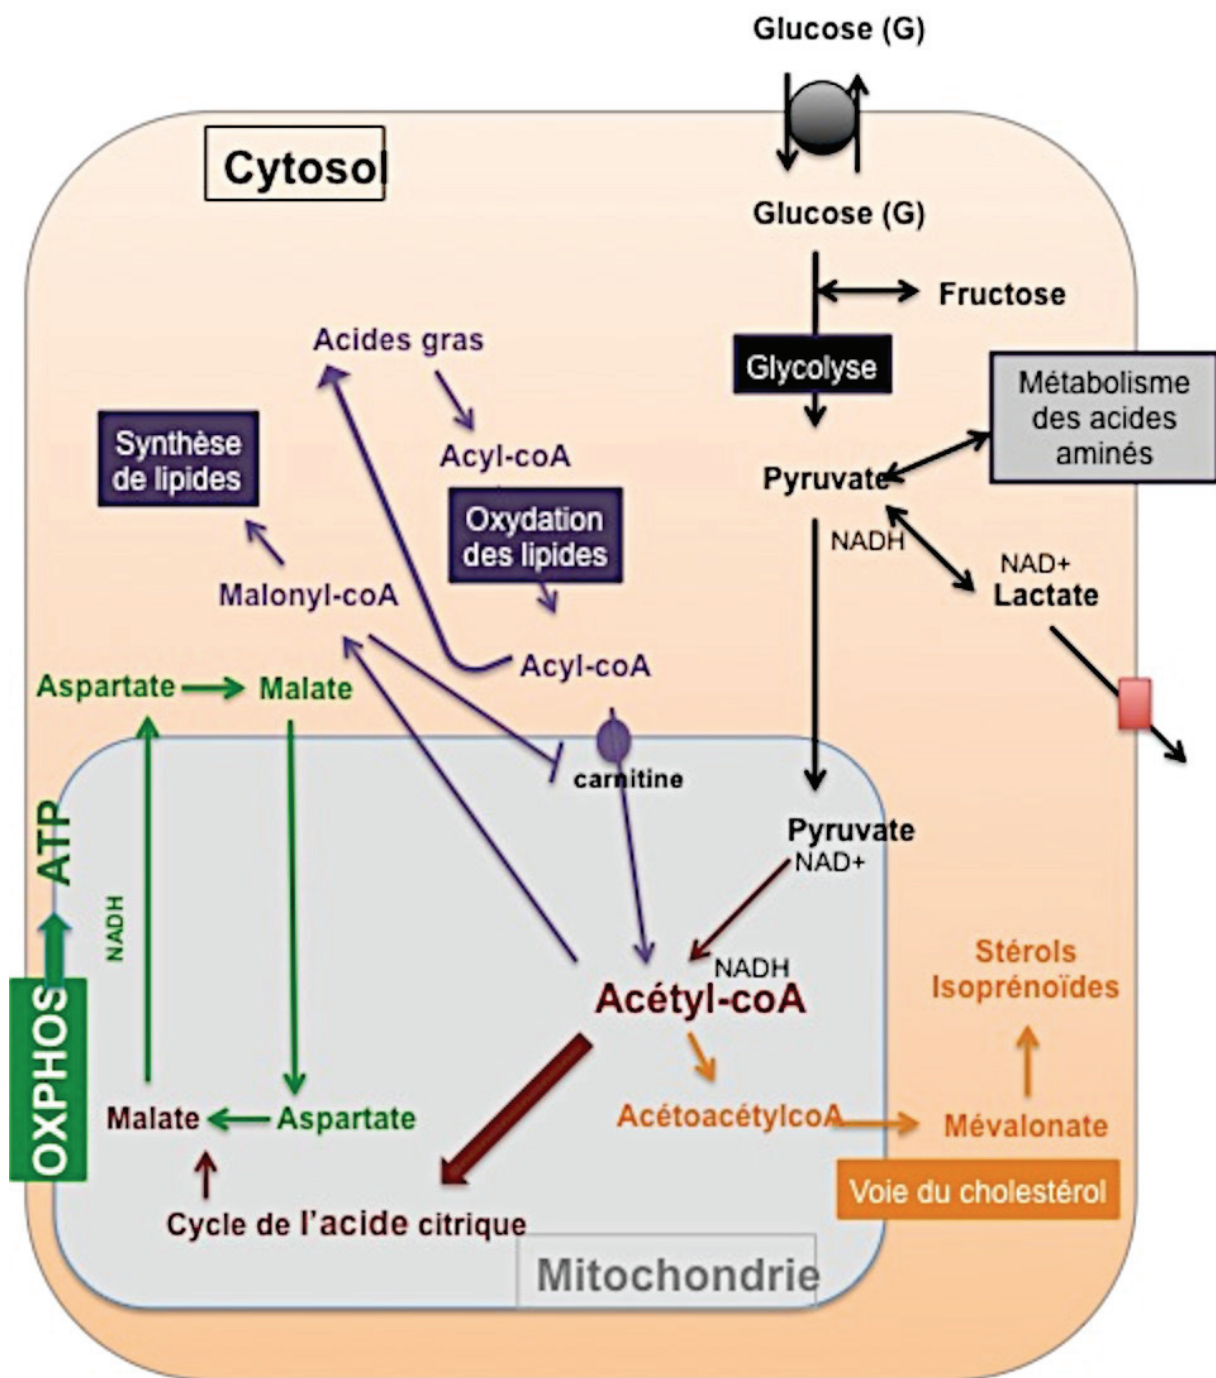 Glucose (G)
Cytosol
Glucose (G)
Fructose
Acides gras
Glycolyse
Métabolisme
des acides
aminés
Synthèse
de lipides
Acyl-coA
Pyruvate
Oxydation
des lipides
NADH
NAD+
Lactate
Malonyl-coA
Acyl-coA
Aspartate
Malate
carnitine
ATP
Pyruvate
NAD+
NADH
NADH
Acétyl-coA
Stérols
Isoprénoïdes
OXPHOS
Malate
Aspartate
AcétoacétylcoA
Mévalonate
Voie du cholestérol
Cycle de l'acide citrique
Mitochondrie